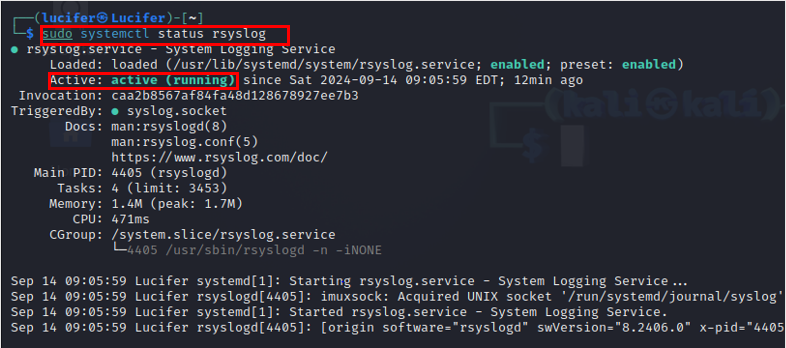 ┌──(lucifer㉿Lucifer)-[~]
└─$ sudo systemctl status rsyslog
● rsyslog.service - System Logging Service
Loaded: loaded (/usr/lib/systemd/system/rsyslog.service; enabled; preset: enabled)
Active: active (running) since Sat 2024-09-14 09:05:59 EDT; 12min ago
Invocation: caa2b8567af84fa48d128678927ee7b3
TriggeredBy: ● syslog.socket
Docs: man:rsyslogd(8)
man:rsyslog.conf(5)
https://www.rsyslog.com/doc/
Main PID: 4405 (rsyslogd)
Tasks: 4 (limit: 3453)
Memory: 1.4M (peak: 1.7M)
CPU: 471ms
CGroup: /system.slice/rsyslog.service
└─4405 /usr/sbin/rsyslogd -n -iNONE
Sep 14 09:05:59 Lucifer systemd[1]: Starting rsyslog.service - System Logging Service...
Sep 14 09:05:59 Lucifer rsyslogd[4405]: imuxsock: Acquired UNIX socket '/run/systemd/journal/syslog'
Sep 14 09:05:59 Lucifer systemd[1]: Started rsyslog.service - System Logging Service.
Sep 14 09:05:59 Lucifer rsyslogd[4405]: [origin software="rsyslogd" swVersion="8.2406.0" x-pid="4405
(kali㉿kali)
$